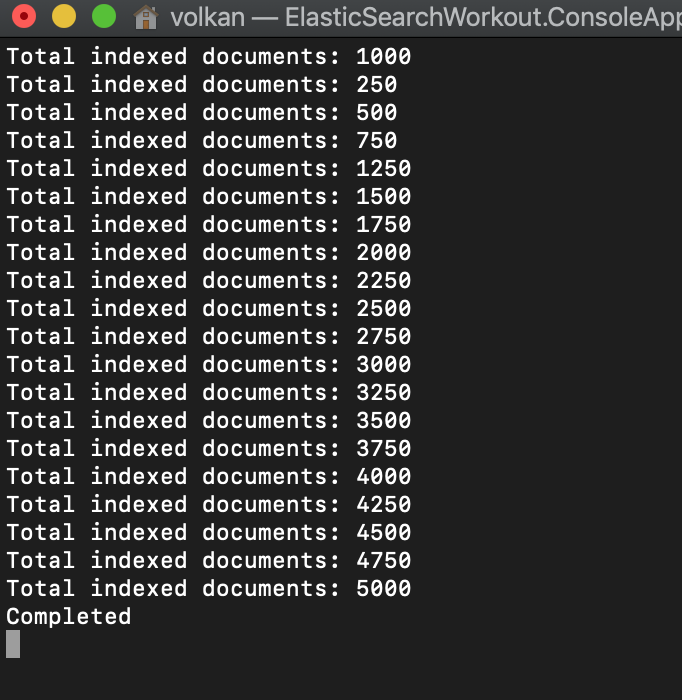 volkan — ElasticSearchWorkout.ConsoleApp
Total indexed documents: 1000
Total indexed documents: 250
Total indexed documents: 500
Total indexed documents: 750
Total indexed documents: 1250
Total indexed documents: 1500
Total indexed documents: 1750
Total indexed documents: 2000
Total indexed documents: 2250
Total indexed documents: 2500
Total indexed documents: 2750
Total indexed documents: 3000
Total indexed documents: 3250
Total indexed documents: 3500
Total indexed documents: 3750
Total indexed documents: 4000
Total indexed documents: 4250
Total indexed documents: 4500
Total indexed documents: 4750
Total indexed documents: 5000
Completed